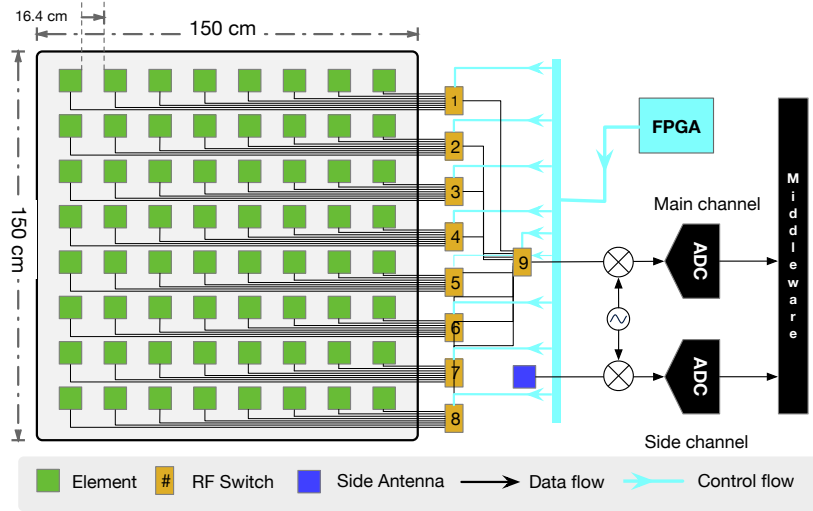 16.4 cm
150 cm
150 cm
1
2
3
4
5
6
7
8
9
FPGA
Main channel
ADC
ADC
Side channel
Middleware
Element
# RF Switch
Side Antenna
Data flow
Control flow